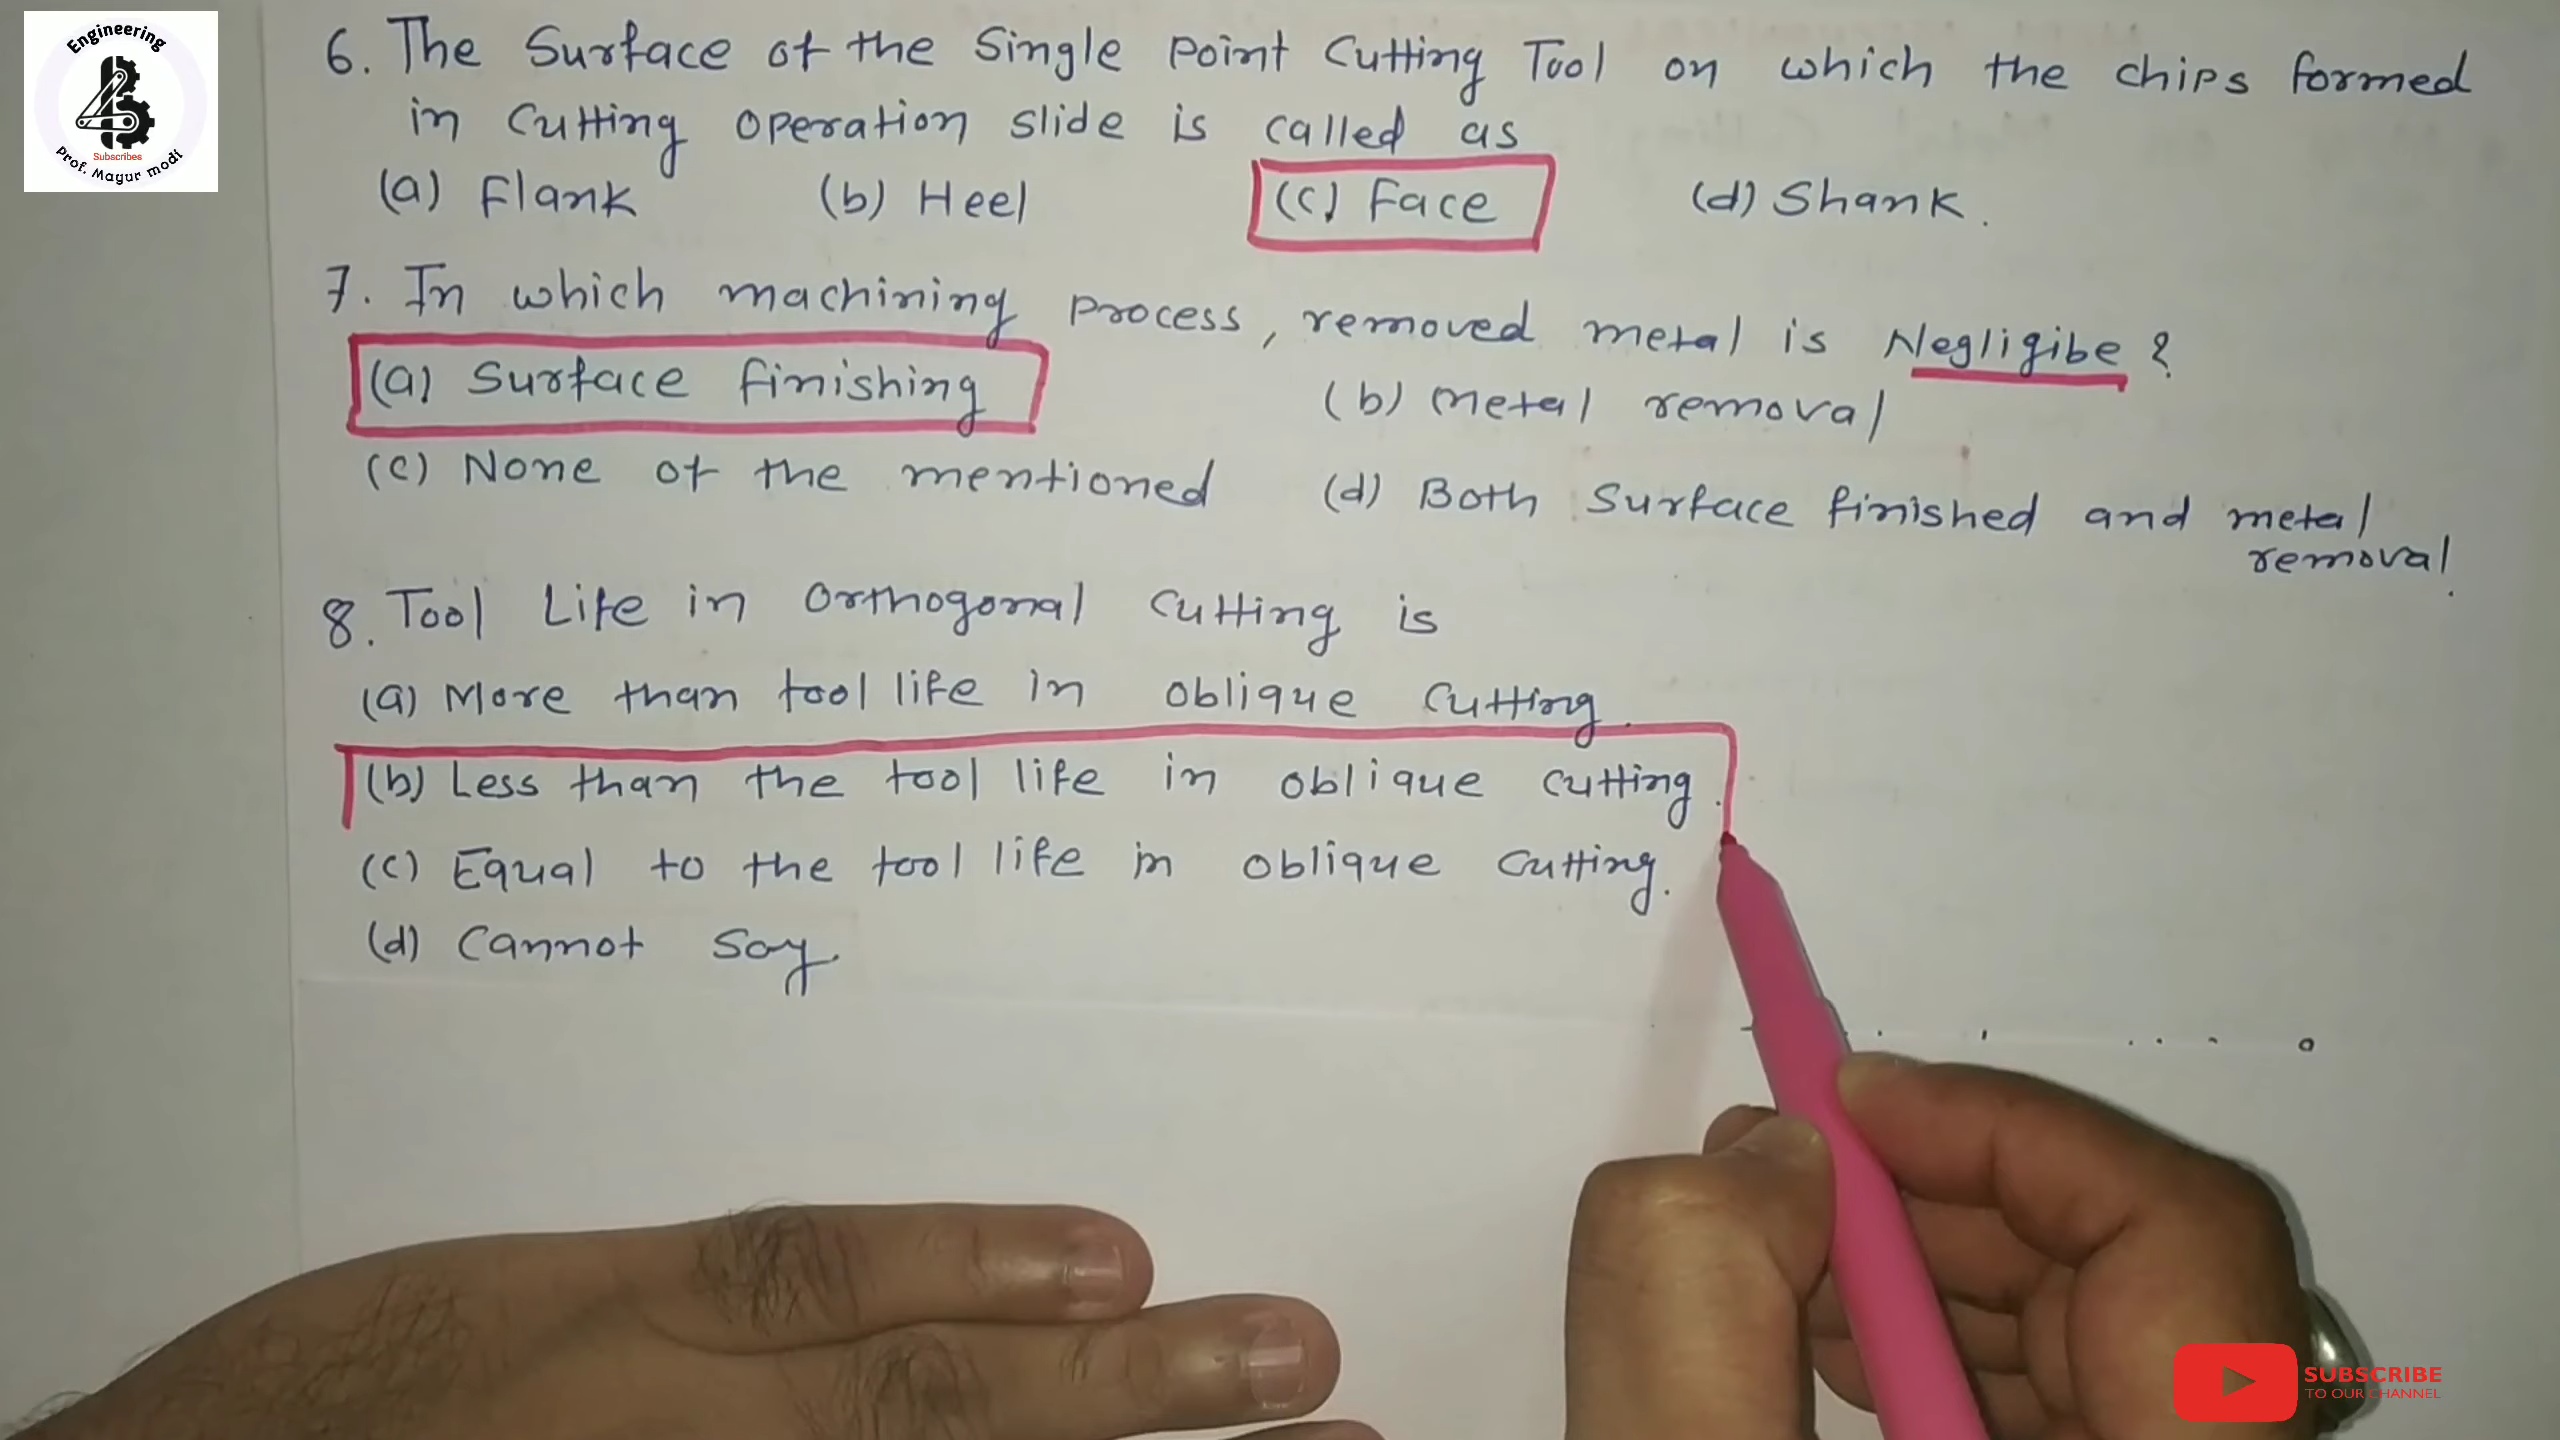 Engineering
Subscribes
Prof. Mayur modi
6. The Surface of the Single Point Cutting Tool on which the chips formed
in cutting operation slide is called as
(a) Flank (b) Heel (c) Face (d) Shank.
7. In which machining process, removed metal is Negligibe ?
(a) Surface finishing (b) metal removal
(c) None of the mentioned (d) Both Surface finished and metal
removal.
8. Tool Life in Orthogonal cutting is
(a) More than tool life in oblique cutting.
(b) Less than the tool life in oblique cutting.
(c) Equal to the tool life in oblique cutting.
(d) Cannot say.
SUBSCRIBE
TO OUR CHANNEL